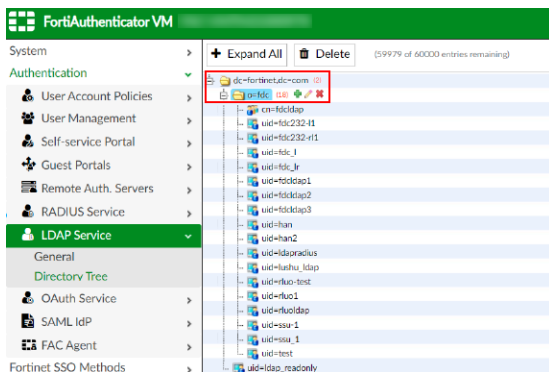 FortiAuthenticator VM
System
Authentication
User Account Policies
User Management
Self-service Portal
Guest Portals
Remote Auth. Servers
RADIUS Service
LDAP Service
General
Directory Tree
OAuth Service
SAML IdP
FAC Agent
Fortinet SSO Methods
Expand All Delete (59979 of 60000 entries remaining)
dc=fortinet,dc=com (2)
o=fdc (18)
cn=fdcldap
uid=fdc232-l1
uid=fdc232-rl1
uid=fdc_l
uid=fdc_lr
uid=fdcldap1
uid=fdcldap2
uid=fdcldap3
uid=han
uid=han2
uid=ldapradius
uid=lushu_ldap
uid=rluo-test
uid=rluo1
uid=rluoldap
uid=ssu-1
uid=ssu_1
uid=test
uid=ldap_readonly